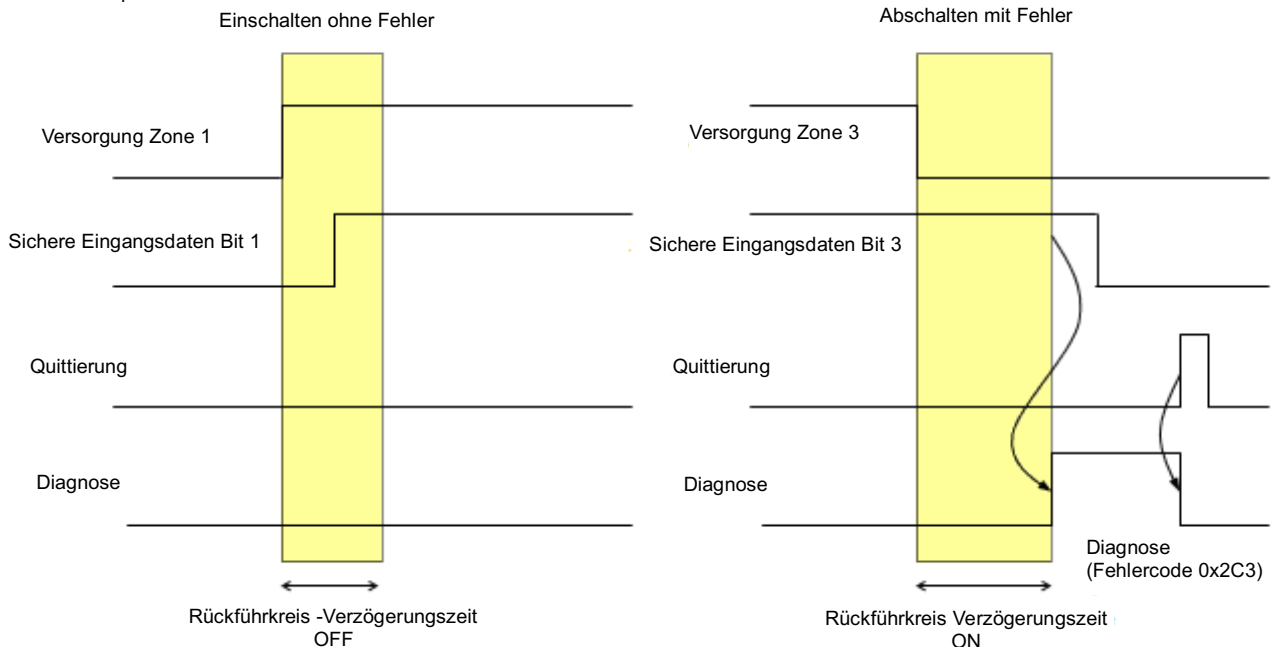 Einschalten ohne Fehler
Versorgung Zone 1
Sichere Eingangsdaten Bit 1
Quittierung
Diagnose
Rückführkreis -Verzögerungszeit
OFF
Abschalten mit Fehler
Versorgung Zone 3
Sichere Eingangsdaten Bit 3
Quittierung
Diagnose
Diagnose
(Fehlercode 0x2C3)
Rückführkreis Verzögerungszeit
ON